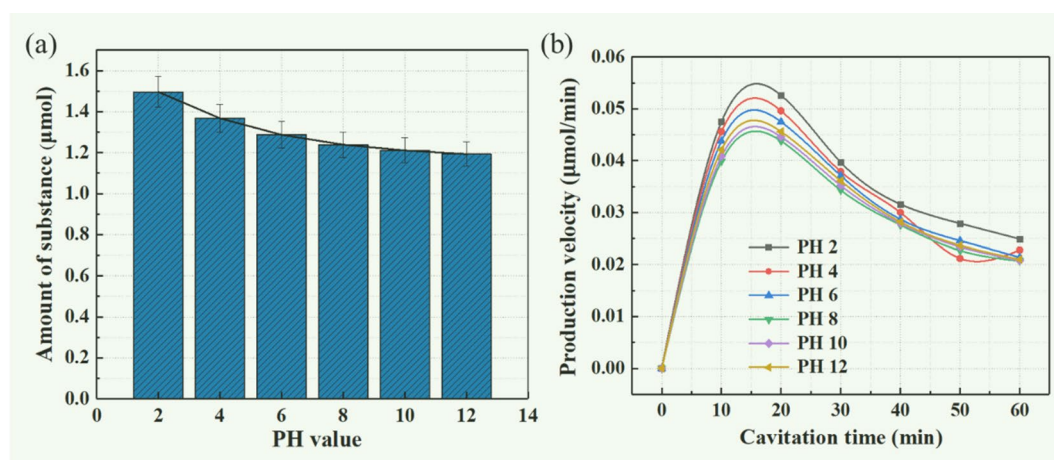 (a)
Amount of substance (μmol)
1.6
1.4
1.2
1.0
0.8
0.6
0.4
0.2
0.0
0
2
4
6
8
10
12
14
PH value
(b)
Production velocity (μmol/min)
0.06
0.05
0.04
0.03
0.02
0.01
0.00
PH 2
PH 4
PH 6
PH 8
PH 10
PH 12
0
10
20
30
40
50
60
Cavitation time (min)